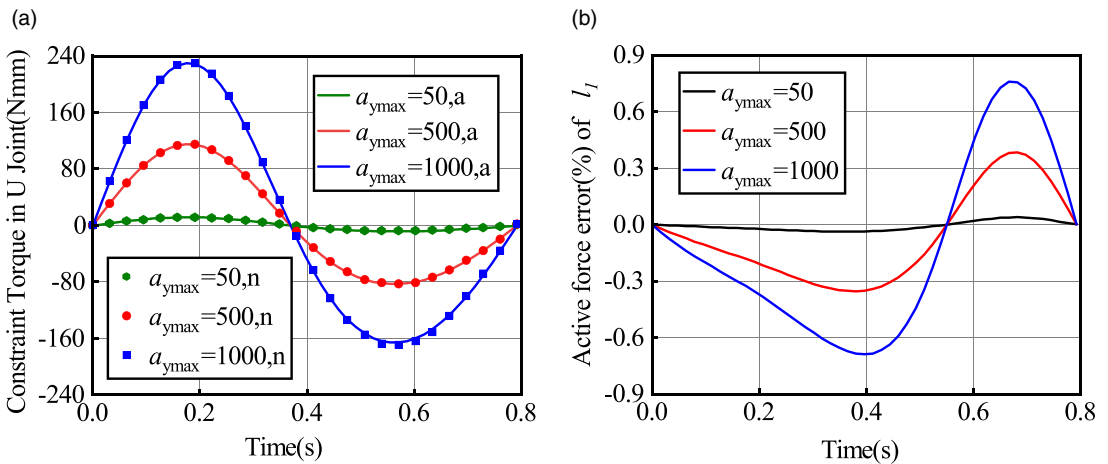 (a)
Constraint Torque in U Joint(Nmm)
240
160
80
0
-80
-160
-240
aymax=50,a
aymax=500,a
aymax=1000,a
aymax=50,n
aymax=500,n
aymax=1000,n
0.0 0.2 0.4 0.6 0.8
Time(s)
(b)
Active force error(%) of l1
0.9
0.6
0.3
0.0
-0.3
-0.6
-0.9
aymax=50
aymax=500
aymax=1000
0.0 0.2 0.4 0.6 0.8
Time(s)